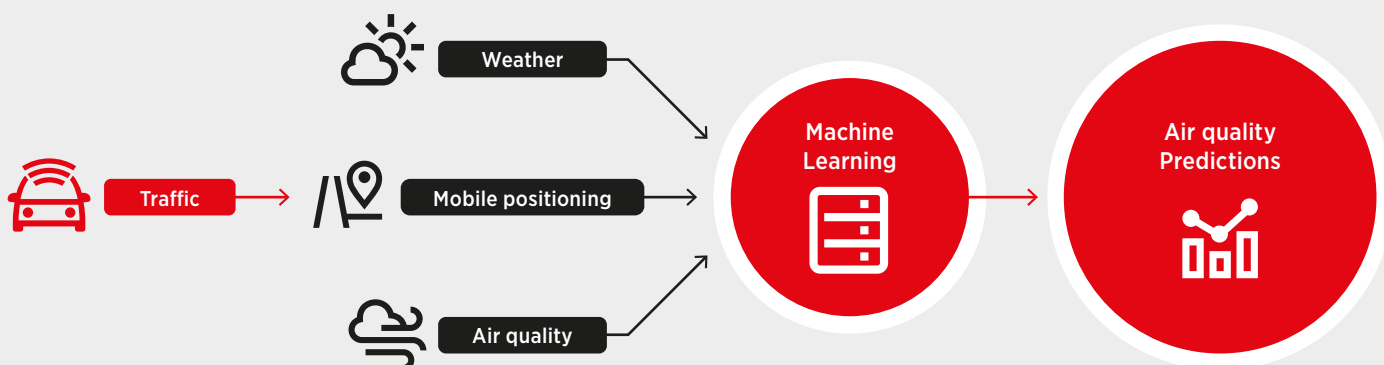 Weather
Traffic
Mobile positioning
Air quality
Machine
Learning
Air quality
Predictions